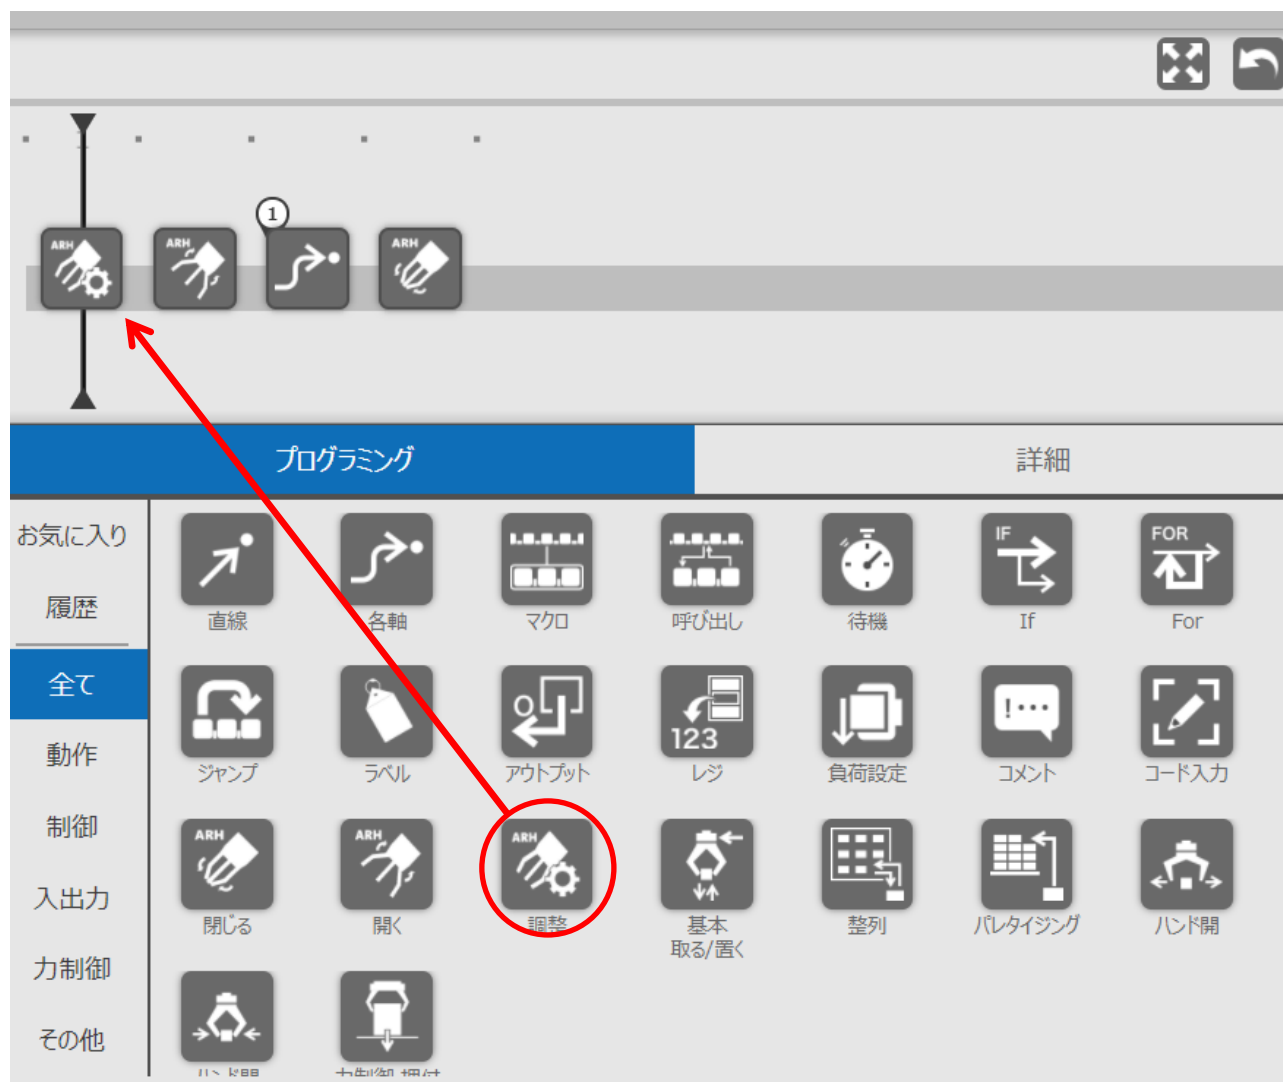 1
ARH
ARH
ARH
プログラミング
詳細
お気に入り
履歴
全て
動作
制御
入出力
力制御
その他
IF
FOR
直線
各軸
マクロ
呼び出し
待機
If
For
123
ジャンプ
ラベル
アウトプット
レジ
負荷設定
コメント
コード入力
ARH
ARH
ARH
閉じる
開く
調整
基本
取る/置く
整列
パレタイジング
ハンド開